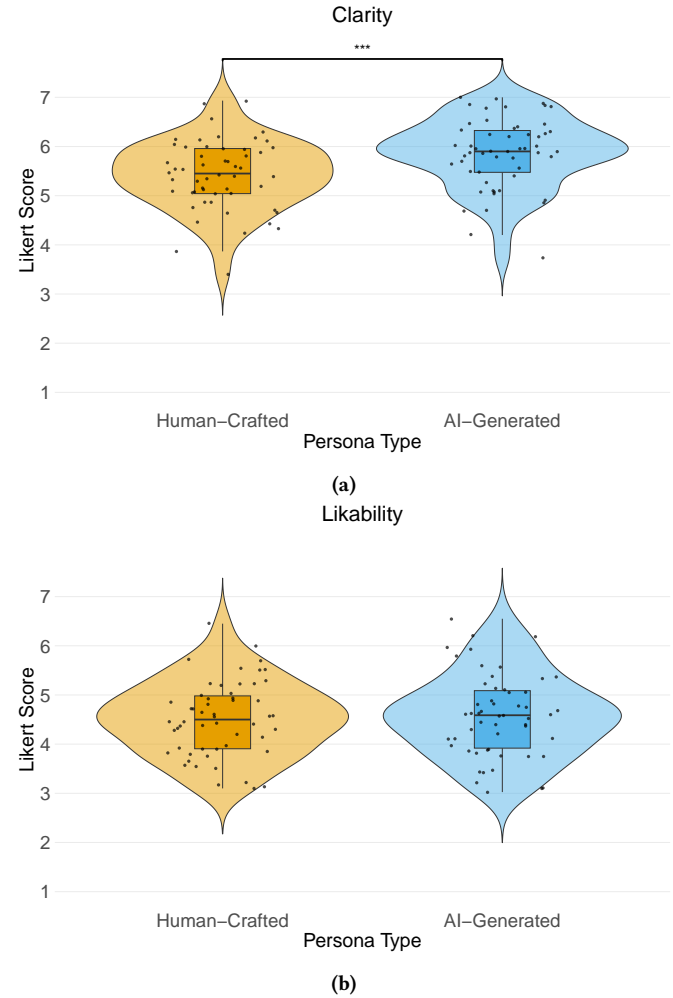 Clarity
***
7
6
5
4
3
2
1
Likert Score
Human−Crafted AI−Generated
Persona Type
(a)
Likability
7
6
5
4
3
2
1
Likert Score
Human−Crafted AI−Generated
Persona Type
(b)